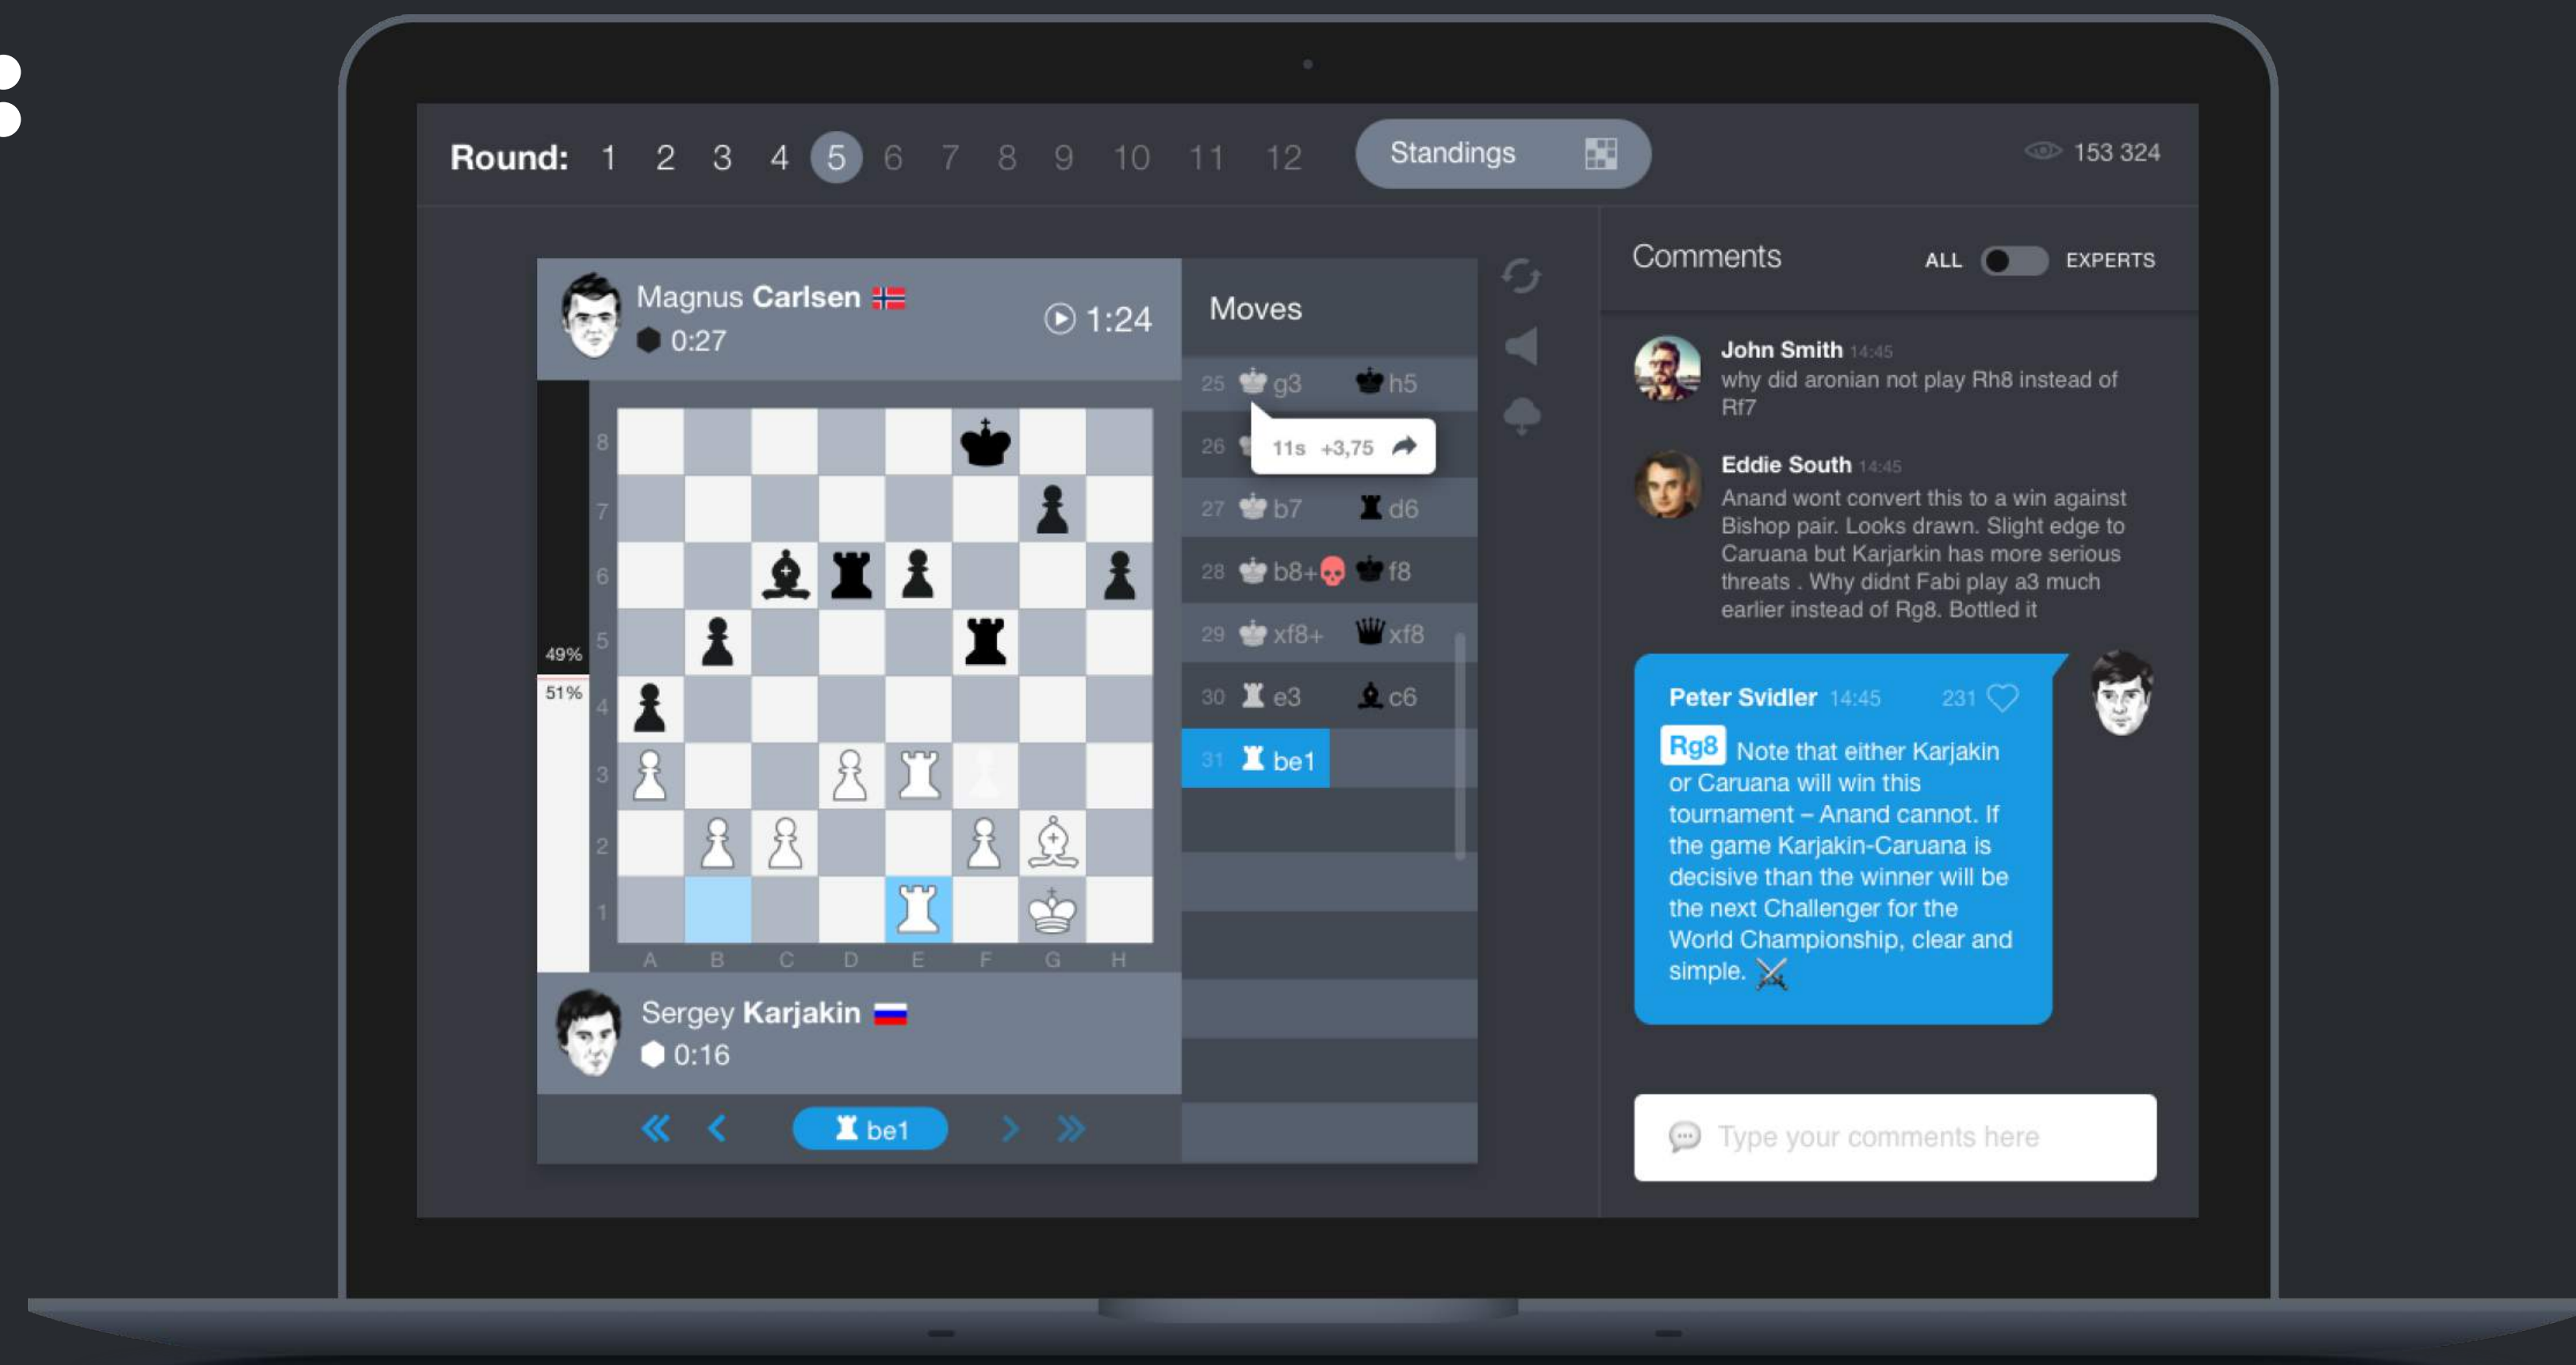 Round: 1 2 3 4 5 6 7 8 9 10 11 12 Standings 153 324
Magnus Carlsen
0:27
1:24
8
7
6
5
4
3
2
1
49%
51%
A B C D E F G H
Sergey Karjakin
0:16
be1
Moves
25 g3 h5
26
11s +3,75
27 b7 d6
28 b8+ f8
29 xf8+ xf8
30 e3 c6
31 be1
Comments ALL EXPERTS
John Smith 14:45
why did aronian not play Rh8 instead of
Rf7
Eddie South 14:45
Anand wont convert this to a win against
Bishop pair. Looks drawn. Slight edge to
Caruana but Karjarkin has more serious
threats . Why didnt Fabi play a3 much
earlier instead of Rg8. Bottled it
Peter Svidler 14:45 231
Rg8 Note that either Karjakin
or Caruana will win this
tournament – Anand cannot. If
the game Karjakin-Caruana is
decisive than the winner will be
the next Challenger for the
World Championship, clear and
simple.
Type your comments here